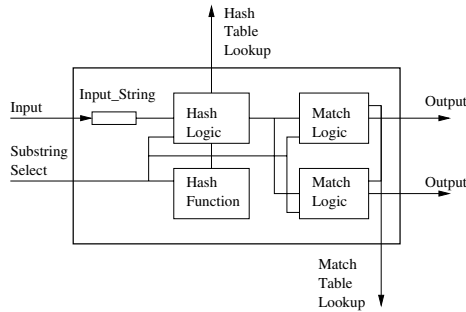 Hash
Table
Lookup
Input_String
Input
Hash
Logic
Match
Logic
Output
Substring
Select
Hash
Function
Match
Logic
Output
Match
Table
Lookup